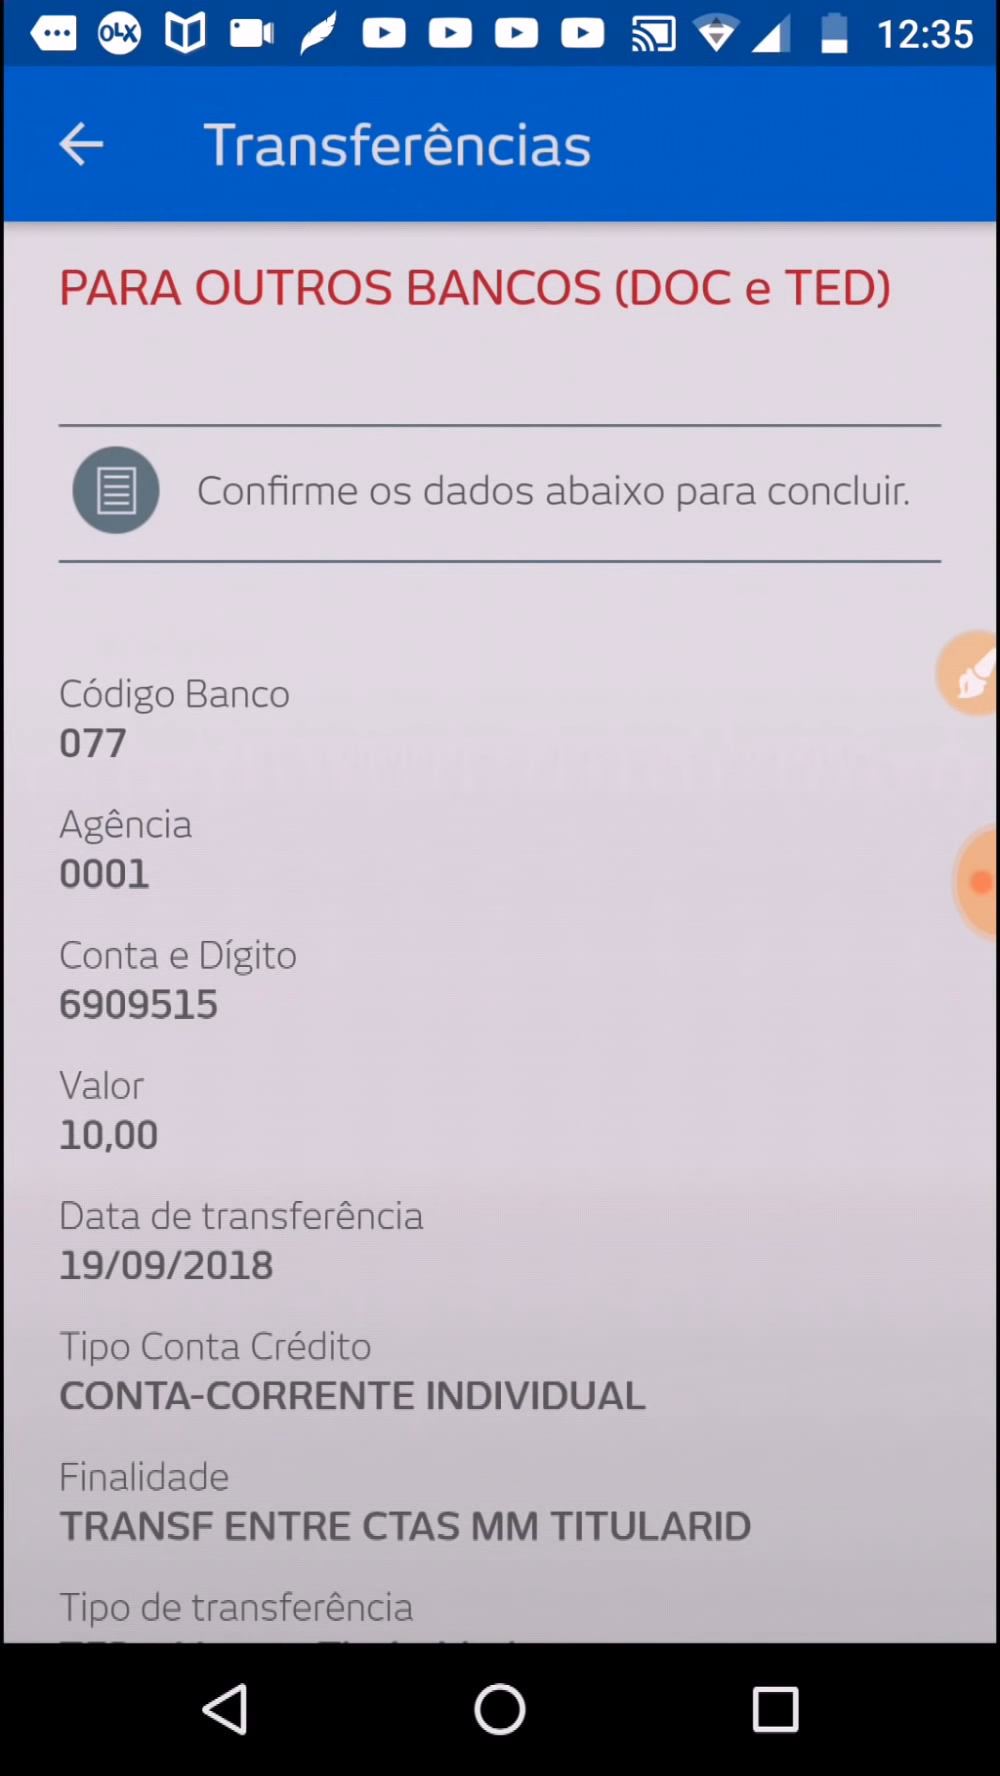 OLX
12:35
Transferências
PARA OUTROS BANCOS (DOC e TED)
Confirme os dados abaixo para concluir.
Código Banco
077
Agência
0001
Conta e Dígito
6909515
Valor
10,00
Data de transferência
19/09/2018
Tipo Conta Crédito
CONTA-CORRENTE INDIVIDUAL
Finalidade
TRANSF ENTRE CTAS MM TITULARID
Tipo de transferência